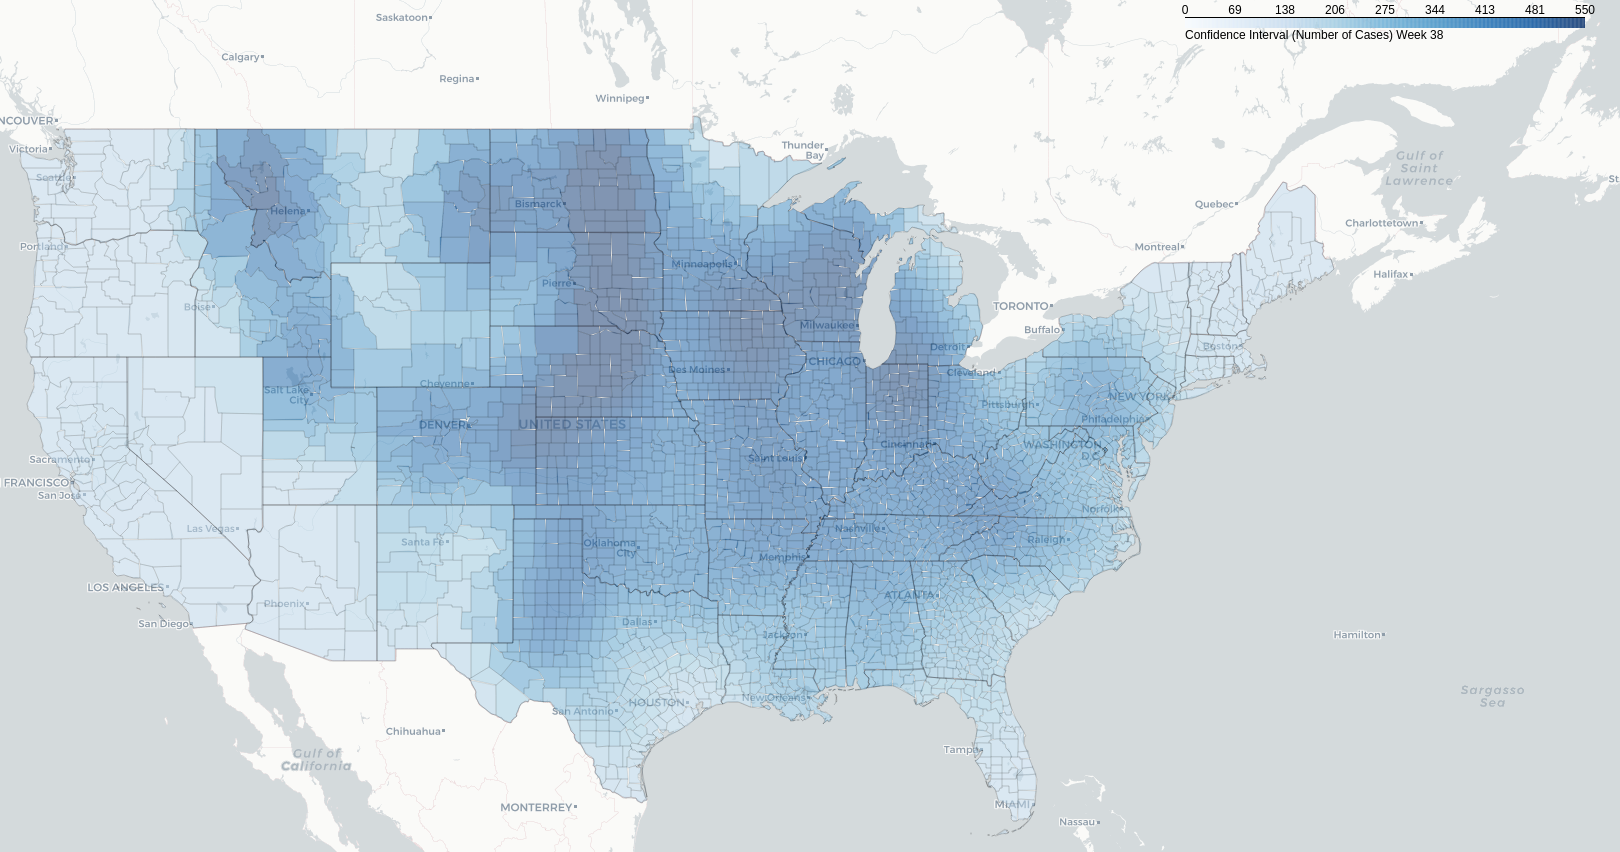 0 69 138 206 275 344 413 481 550
Confidence Interval (Number of Cases) Week 38
Saskatoon
Calgary
Regina
Winnipeg
NCOUVER
Victoria
Seattle
Thunder
Bay
Gulf of
Saint
Lawrence
St
Quebec
Charlottetown
Montreal
Halifax
Helena
Bismarck
Portland
Minneapolis
Pierre
Boise
TORONTO
Buffalo
Milwaukee
Detroit
Boston
CHICAGO
Cleveland
Des Moines
Salt Lake
City
Cheyenne
NEW YORK
Pittsburgh
Philadelphia
DENVER
UNITED STATES
Cincinnati
WASHINGTON
D.C.
Sacramento
Saint Louis
FRANCISCO
San Jose
Norfolk
Las Vegas
Nashville
Raleigh
Santa Fe
Oklahoma
City
Memphis
LOS ANGELES
Phoenix
ATLANTA
San Diego
Dallas
Jackson
Hamilton
Sargasso
Sea
New Orleans
HOUSTON
San Antonio
Chihuahua
Gulf of
California
Tampa
MONTERREY
MIAMI
Nassau